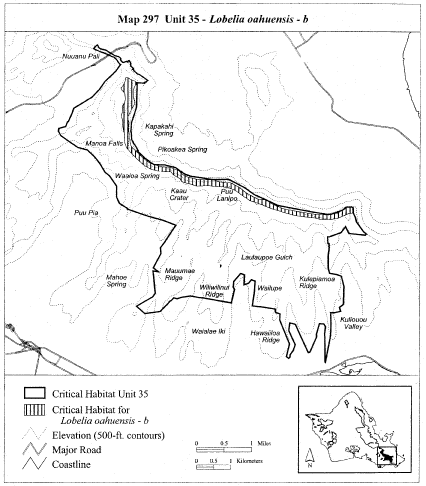 Map 297 Unit 35 - Lobelia oahuensis - b
Nuuanu Pali
Kapakahi
Spring
Manoa Falls
Pikoakea Spring
Waaloa Spring
Kaau
Crater
Puu
Lanipo
Puu Pia
Laulaupoe Gulch
Mahoe
Spring
Mauumae
Ridge
Wiliwilinui
Ridge
Wailupe
Kulepiamoa
Ridge
Kuliouou
Valley
Waialae Iki
Hawaiiloa
Ridge
Critical Habitat Unit 35
Critical Habitat for
Lobelia oahuensis - b
Elevation (500-ft. contours)
Major Road
Coastline
0 0.5 1 Miles
0 0.5 1 Kilometers
N